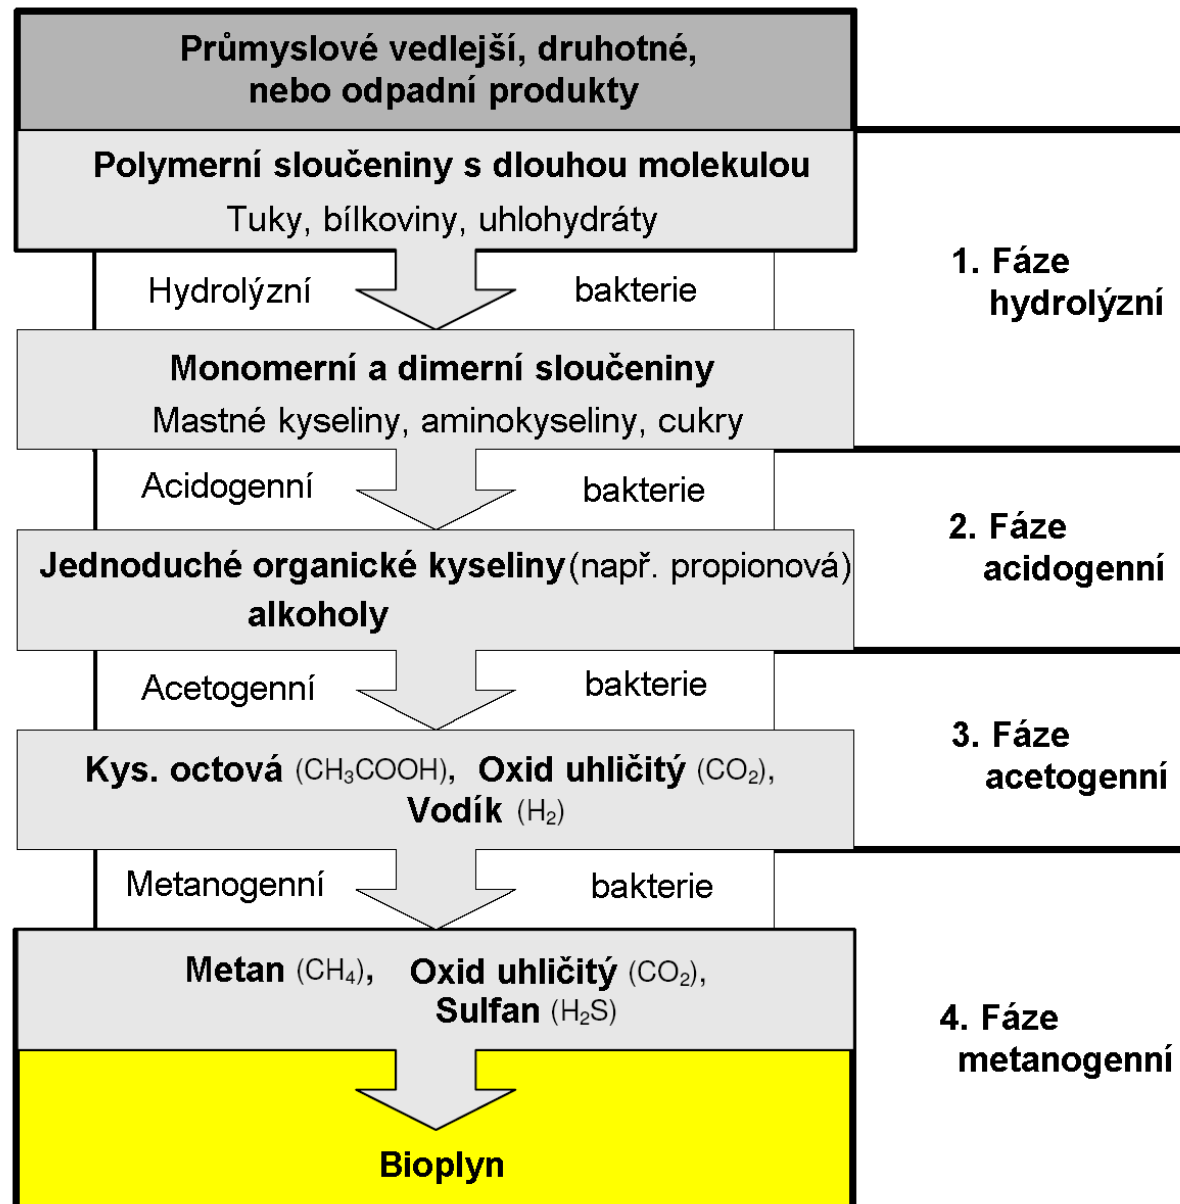 Průmyslové vedlejší, druhotné,
nebo odpadní produkty
Polymerní sloučeniny s dlouhou molekulou
Tuky, bílkoviny, uhlohydráty
Hydrolýzní bakterie
1. Fáze
hydrolýzní
Monomerní a dimerní sloučeniny
Mastné kyseliny, aminokyseliny, cukry
Acidogenní bakterie
2. Fáze
acidogenní
Jednoduché organické kyseliny (např. propionová)
alkoholy
Acetogenní bakterie
3. Fáze
acetogenní
Kys. octová (CH₃COOH), Oxid uhličitý (CO₂),
Vodík (H₂)
Metanogenní bakterie
Metan (CH₄), Oxid uhličitý (CO₂),
Sulfan (H₂S)
4. Fáze
metanogenní
Bioplyn